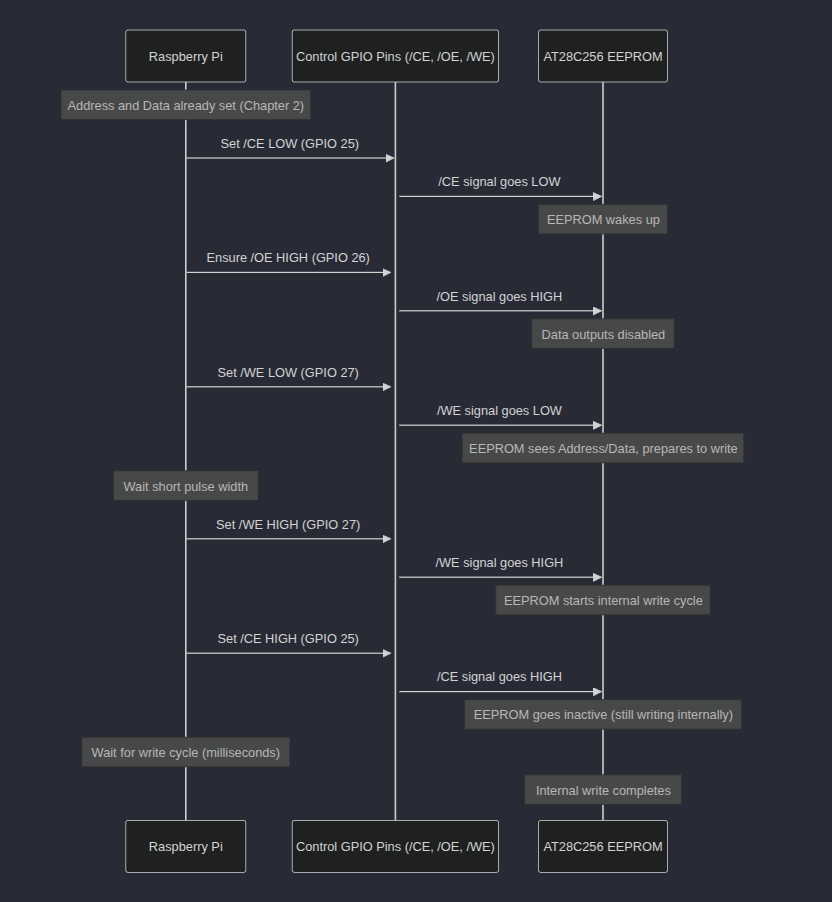 Raspberry Pi
Control GPIO Pins (/CE, /OE, /WE)
AT28C256 EEPROM
Address and Data already set (Chapter 2)
Set /CE LOW (GPIO 25)
/CE signal goes LOW
EEPROM wakes up
Ensure /OE HIGH (GPIO 26)
/OE signal goes HIGH
Data outputs disabled
Set /WE LOW (GPIO 27)
/WE signal goes LOW
EEPROM sees Address/Data, prepares to write
Wait short pulse width
Set /WE HIGH (GPIO 27)
/WE signal goes HIGH
EEPROM starts internal write cycle
Set /CE HIGH (GPIO 25)
/CE signal goes HIGH
EEPROM goes inactive (still writing internally)
Wait for write cycle (milliseconds)
Internal write completes
Raspberry Pi
Control GPIO Pins (/CE, /OE, /WE)
AT28C256 EEPROM